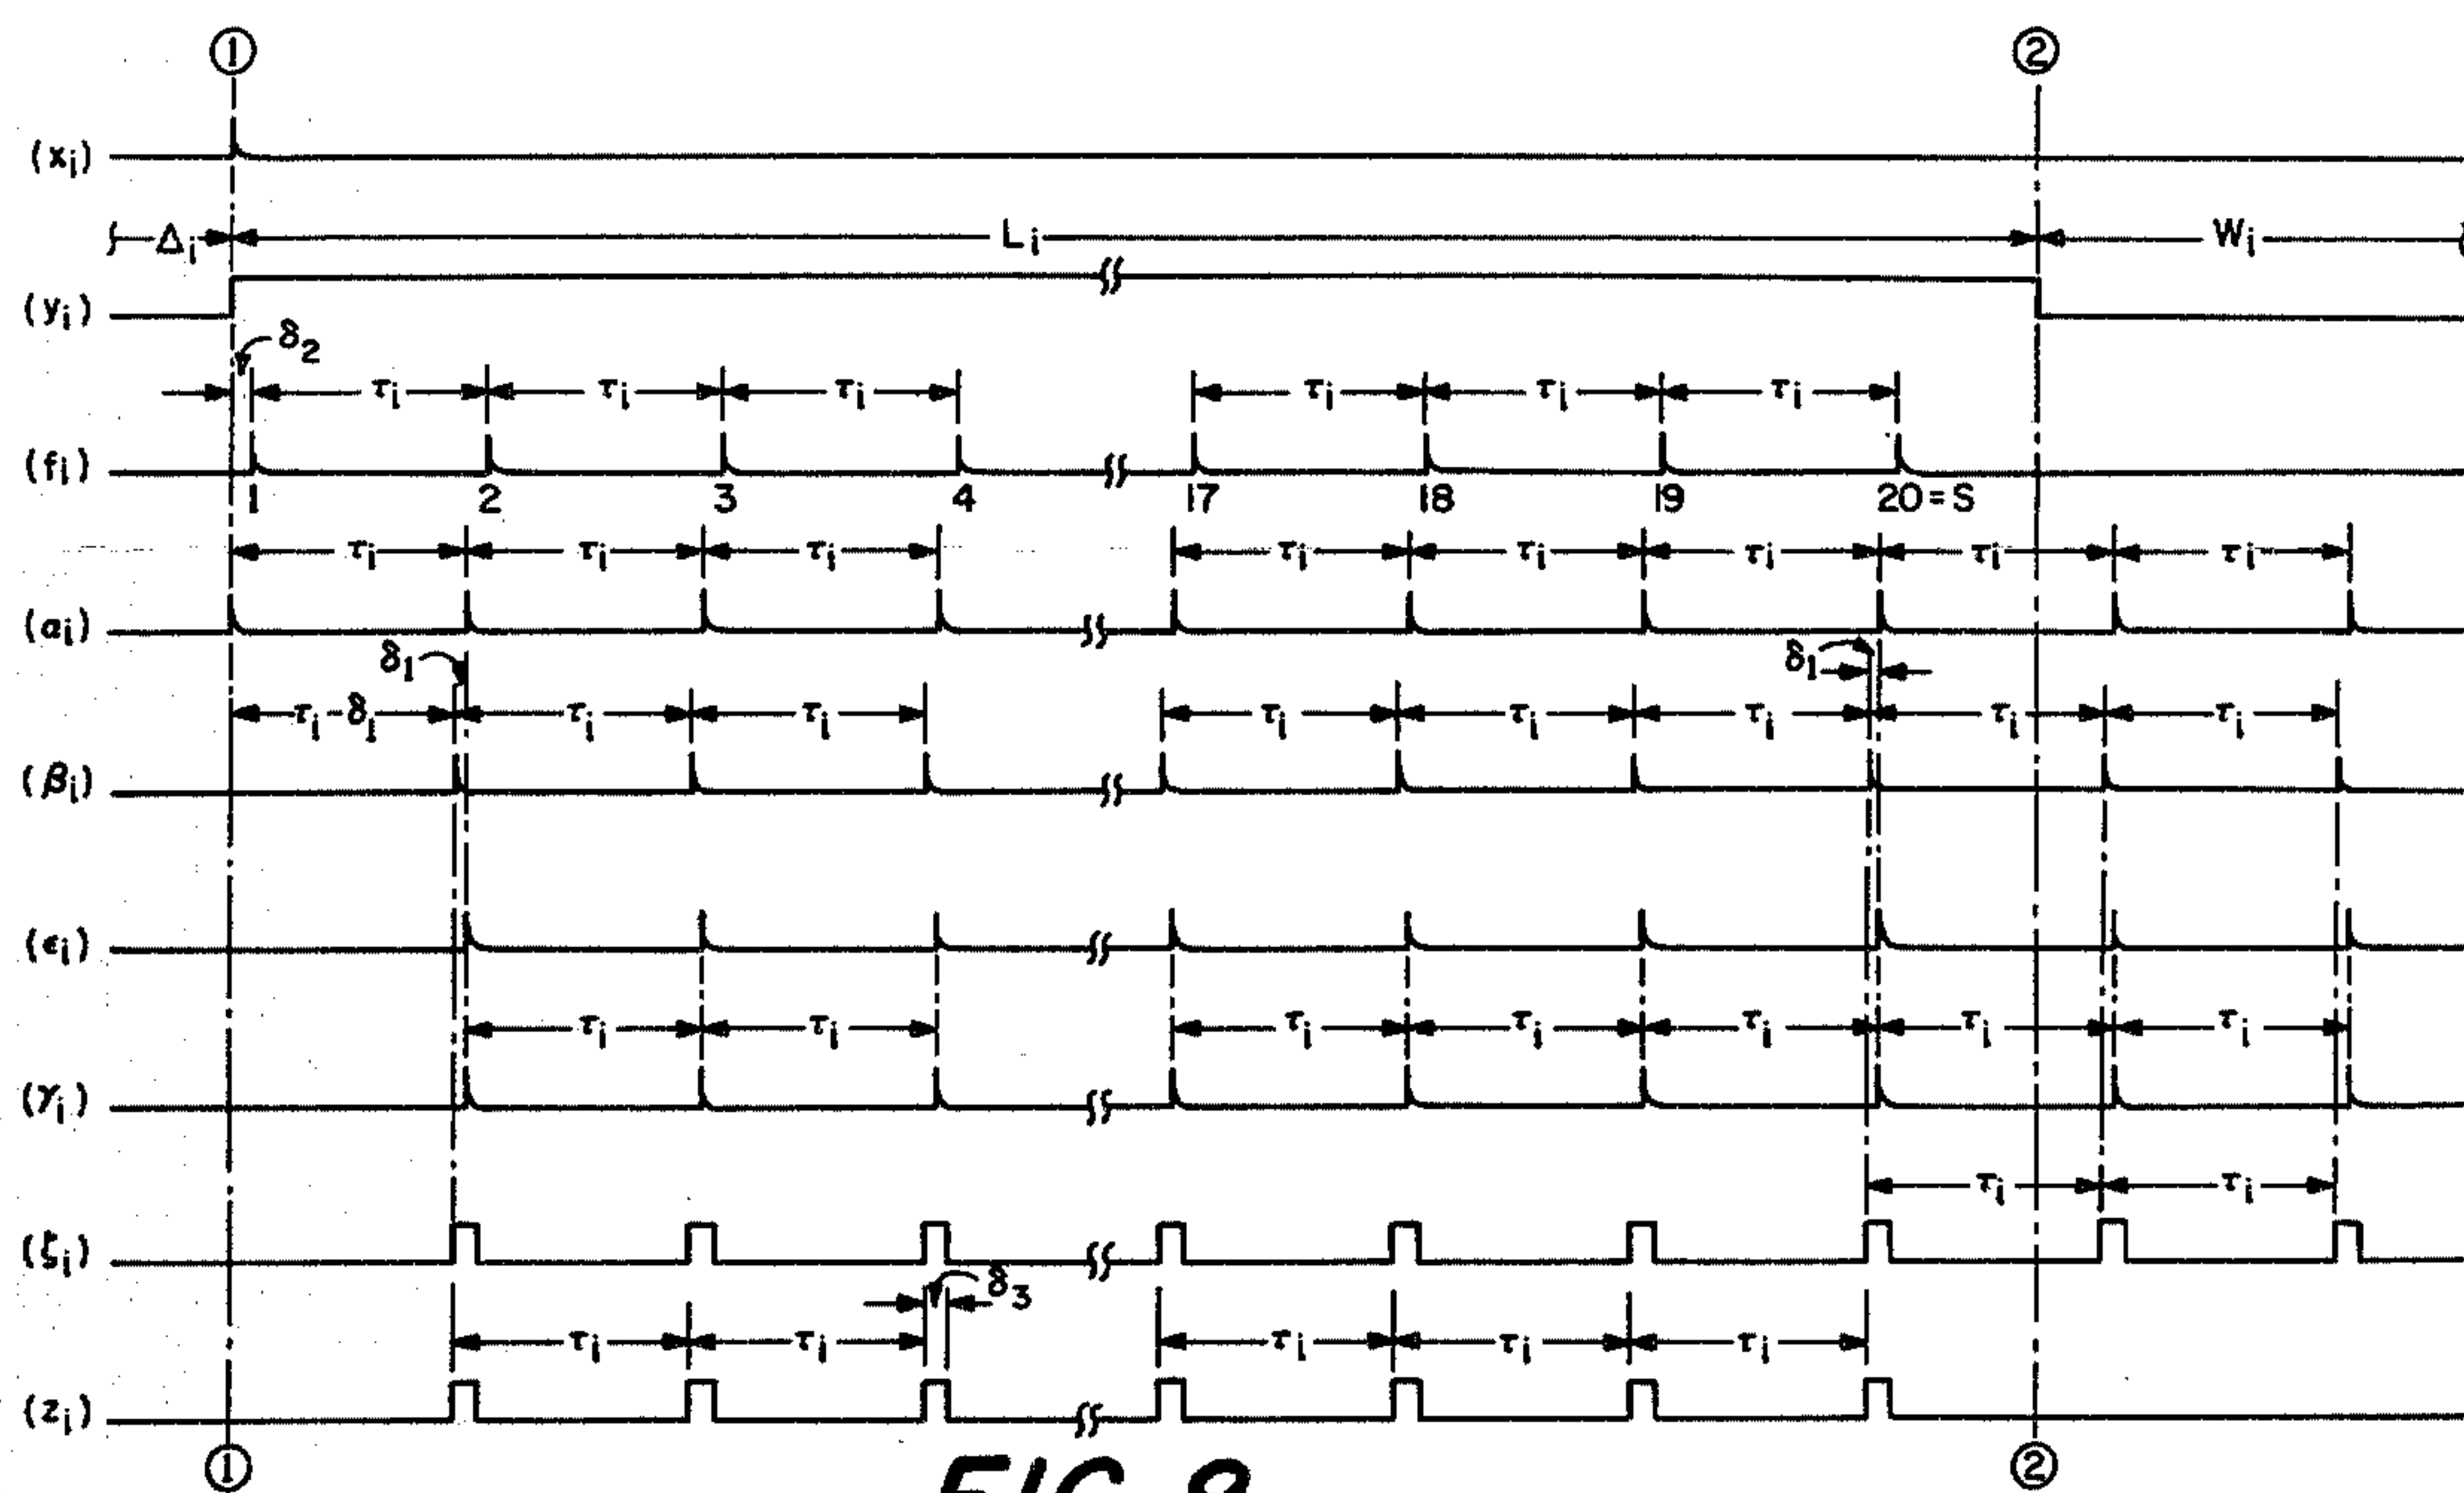 ① ②
(xᵢ)
Δᵢ Lᵢ Wᵢ
(yᵢ)
δ₂
τᵢ τᵢ τᵢ τᵢ τᵢ τᵢ
(fᵢ)
1 2 3 4 17 18 19 20=S
τᵢ τᵢ τᵢ τᵢ τᵢ τᵢ τᵢ τᵢ
(αᵢ)
δ₁ δ₁
τᵢ-δ₁ τᵢ τᵢ τᵢ τᵢ τᵢ τᵢ τᵢ
(βᵢ)
(εᵢ)
τᵢ τᵢ τᵢ τᵢ τᵢ τᵢ τᵢ
(γᵢ)
τᵢ τᵢ
(ζᵢ)
δ₃
τᵢ τᵢ τᵢ τᵢ τᵢ
(zᵢ)
① ②